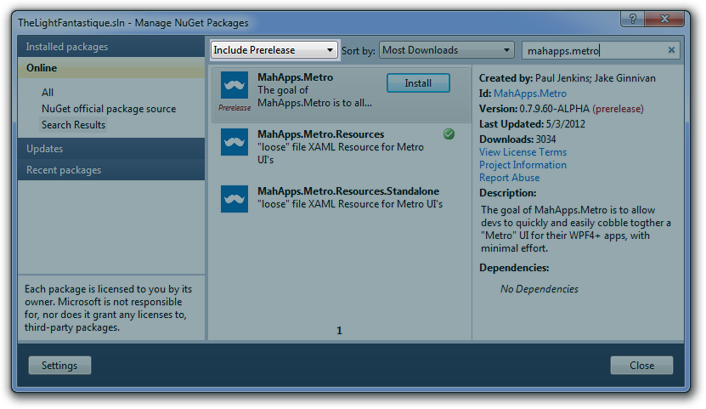 TheLightFantastique.sln - Manage NuGet Packages
?
Installed packages
Online
All
NuGet official package source
Search Results
Updates
Recent packages
Each package is licensed to you by its
owner. Microsoft is not responsible
for, nor does it grant any licenses to,
third-party packages.
Include Prerelease
Sort by:
Most Downloads
mahapps.metro
MahApps.Metro
The goal of
MahApps.Metro is to all...
Install
Prerelease
MahApps.Metro.Resources
"loose" file XAML Resource for Metro
UI's
MahApps.Metro.Resources.Standalone
"loose" file XAML Resource for Metro UI's
1
Created by: Paul Jenkins; Jake Ginnivan
Id: MahApps.Metro
Version: 0.7.9.60-ALPHA (prerelease)
Last Updated: 5/3/2012
Downloads: 3034
View License Terms
Project Information
Report Abuse
Description:
The goal of MahApps.Metro is to allow
devs to quickly and easily cobble togther a
"Metro" UI for their WPF4+ apps, with
minimal effort.
Dependencies:
No Dependencies
Settings
Close